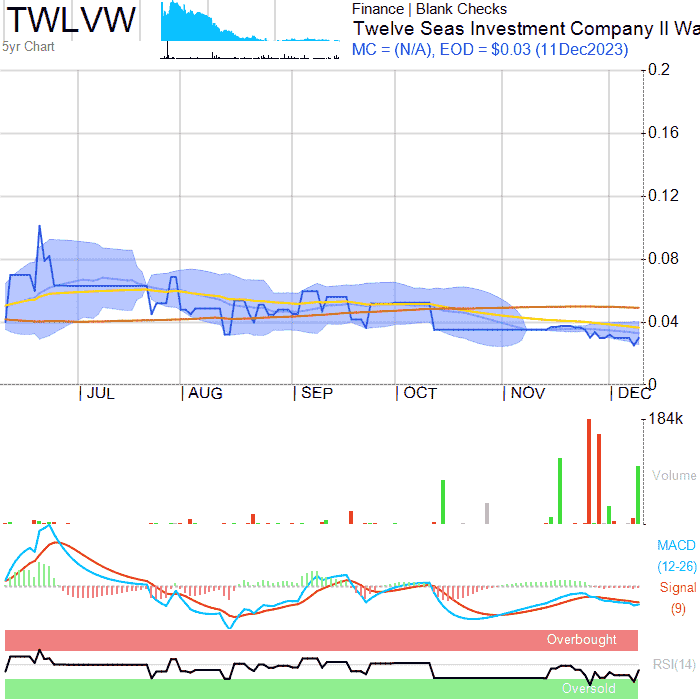 TWLVW
5yr Chart
Finance | Blank Checks
Twelve Seas Investment Company II Wa
MC = (N/A), EOD = $0.03 (11Dec2023)
0.2
0.16
0.12
0.08
0.04
0
| JUL | AUG | SEP | OCT | NOV | DEC
184k
Volume
MACD
(12-26)
Signal
(9)
Overbought
RSI(14)
Oversold